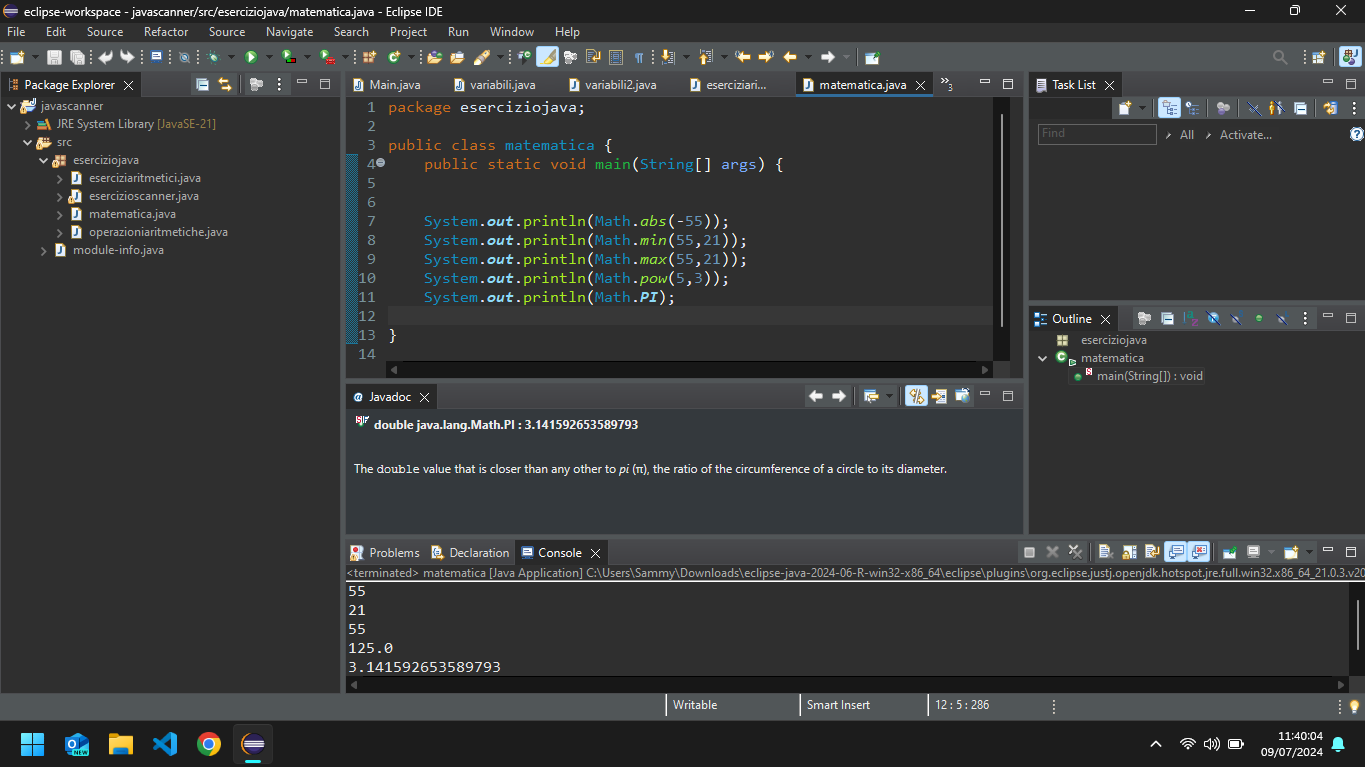 eclipse-workspace - javascanner/src/eserciziojava/matematica.java - Eclipse IDE
File Edit Source Refactor Source Navigate Search Project Run Window Help
Package Explorer
javascanner
JRE System Library [JavaSE-21]
src
eserciziojava
eserciziaritmetici.java
esercizioscanner.java
matematica.java
operazioniaritmetiche.java
module-info.java
Main.java variabili.java variabili2.java eserciziari... matematica.java »3
1 package eserciziojava;
2
3 public class matematica {
4 public static void main(String[] args) {
5
6
7 System.out.println(Math.abs(-55));
8 System.out.println(Math.min(55,21));
9 System.out.println(Math.max(55,21));
10 System.out.println(Math.pow(5,3));
11 System.out.println(Math.PI);
12
13 }
14
Task List
Find All Activate...
Outline
eserciziojava
matematica
main(String[]) : void
Javadoc
double java.lang.Math.PI : 3.141592653589793
The double value that is closer than any other to pi (π), the ratio of the circumference of a circle to its diameter.
Problems Declaration Console
<terminated> matematica [Java Application] C:\Users\Sammy\Downloads\eclipse-java-2024-06-R-win32-x86_64\eclipse\plugins\org.eclipse.justj.openjdk.hotspot.jre.full.win32.x86_64_21.0.3.v20
55
21
55
125.0
3.141592653589793
Writable Smart Insert 12 : 5 : 286
NEW
11:40:04
09/07/2024